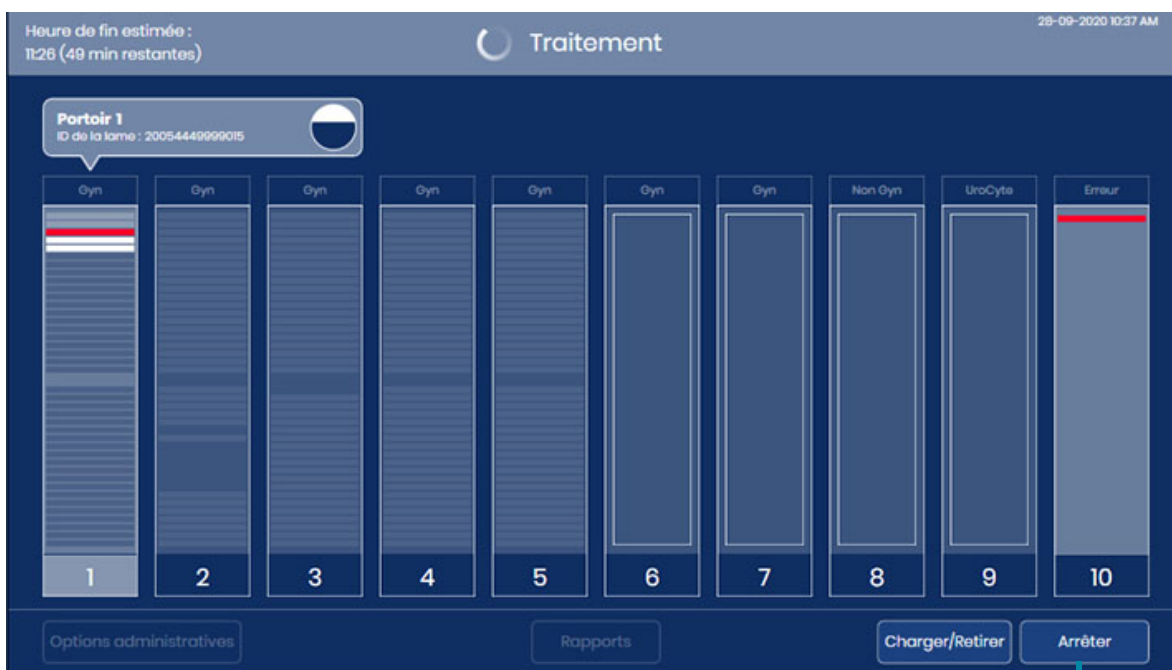 Heure de fin estimée :
11:26 (49 min restantes)
Traitement
28-09-2020 10:37 AM
Portoir 1
ID de la lame : 20054449999015
Gyn
Gyn
Gyn
Gyn
Gyn
Gyn
Gyn
Non Gyn
UroCyte
Erreur
1
2
3
4
5
6
7
8
9
10
Options administratives
Rapports
Charger/Retirer
Arrêter